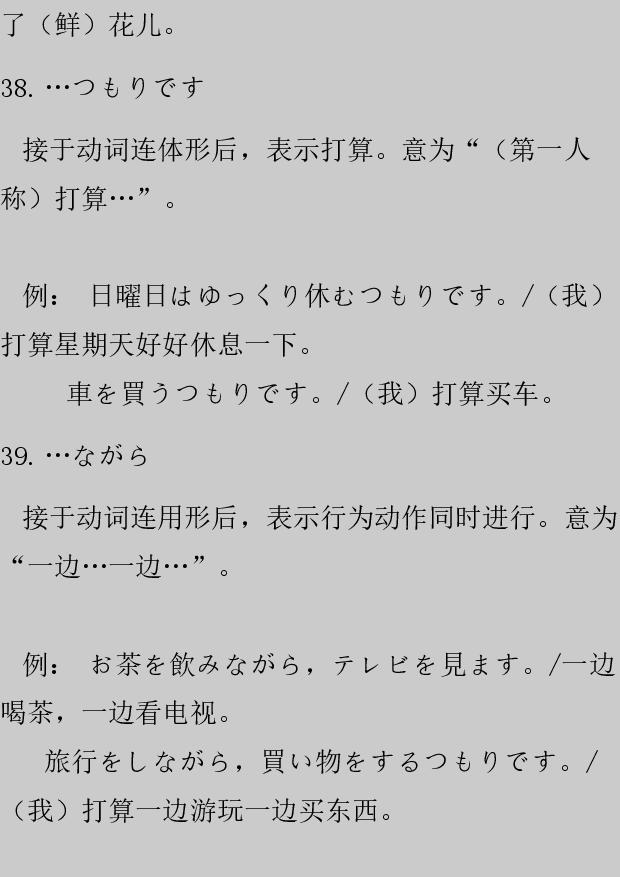 了（鲜）花儿。
38. …つもりです
接于动词连体形后，表示打算。意为“（第一人
称）打算…”。
例： 日曜日はゆっくり休むつもりです。/（我）
打算星期天好好休息一下。
車を買うつもりです。/（我）打算买车。
39. …ながら
接于动词连用形后，表示行为动作同时进行。意为
“一边…一边…”。
例： お茶を飲みながら，テレビを見ます。/一边
喝茶，一边看电视。
旅行をしながら，買い物をするつもりです。/
（我）打算一边游玩一边买东西。